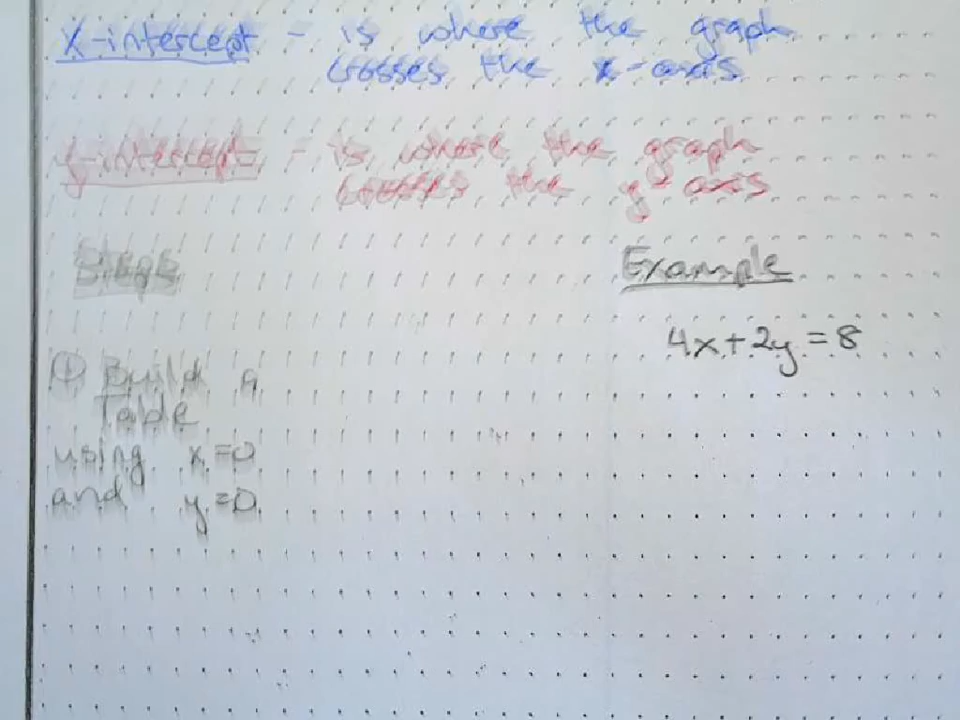 x-intercept - is where the graph
crosses the x-axis
y-intercept - is where the graph
crosses the y-axis
Steps
Example
4x+2y=8
① Build a
Table
using x=0
and y=0